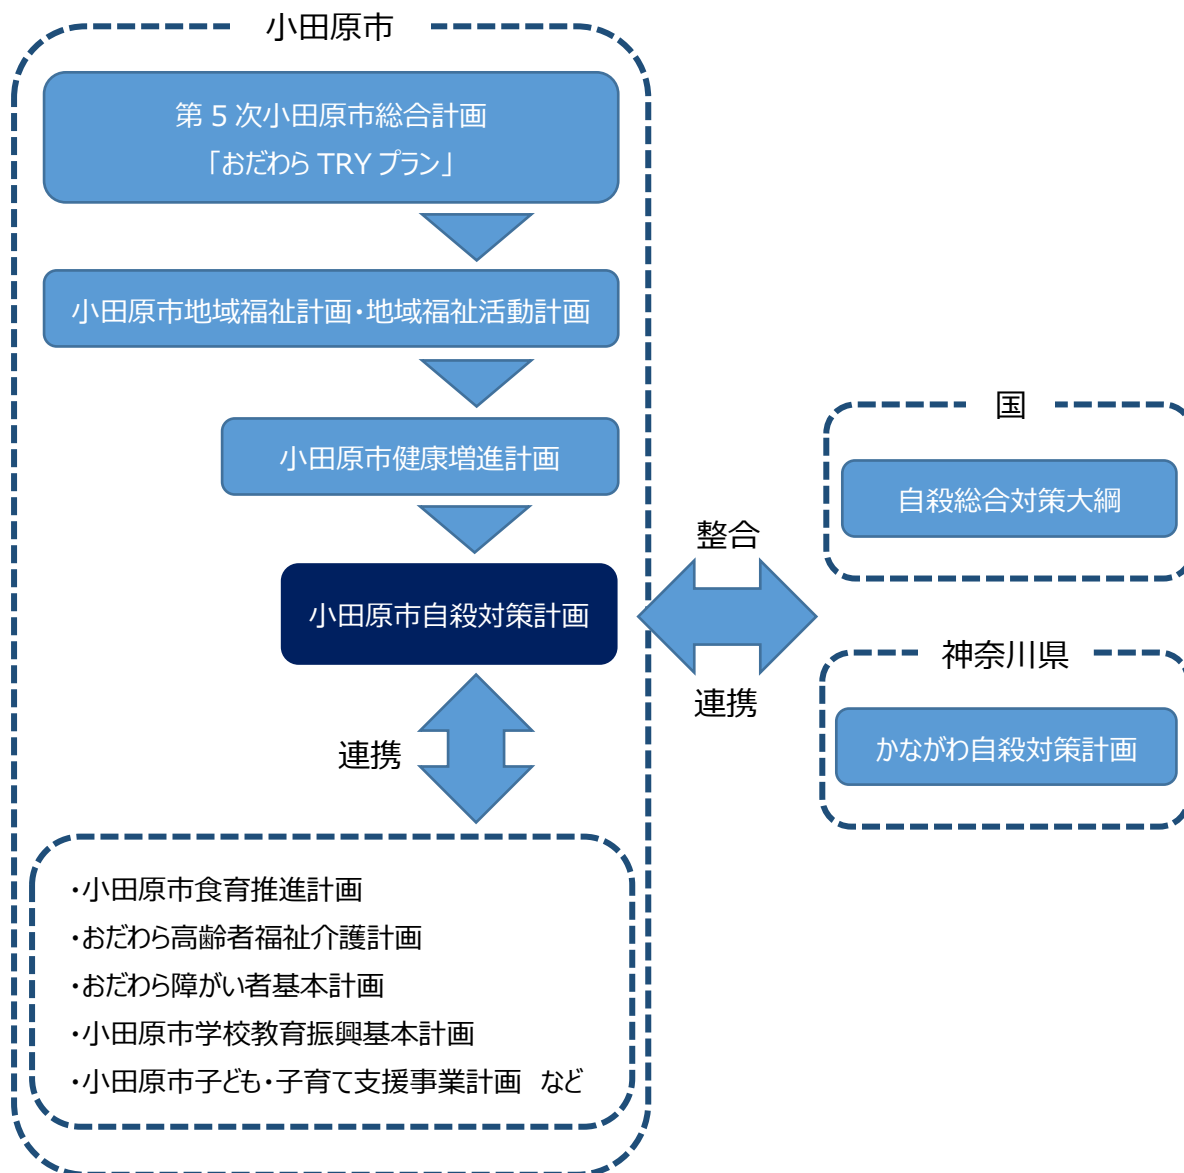 小田原市
第 5 次小田原市総合計画
「おだわら TRY プラン」
小田原市地域福祉計画・地域福祉活動計画
小田原市健康増進計画
小田原市自殺対策計画
整合
連携
国
自殺総合対策大綱
神奈川県
かながわ自殺対策計画
連携
・小田原市食育推進計画
・おだわら高齢者福祉介護計画
・おだわら障がい者基本計画
・小田原市学校教育振興基本計画
・小田原市子ども・子育て支援事業計画　など